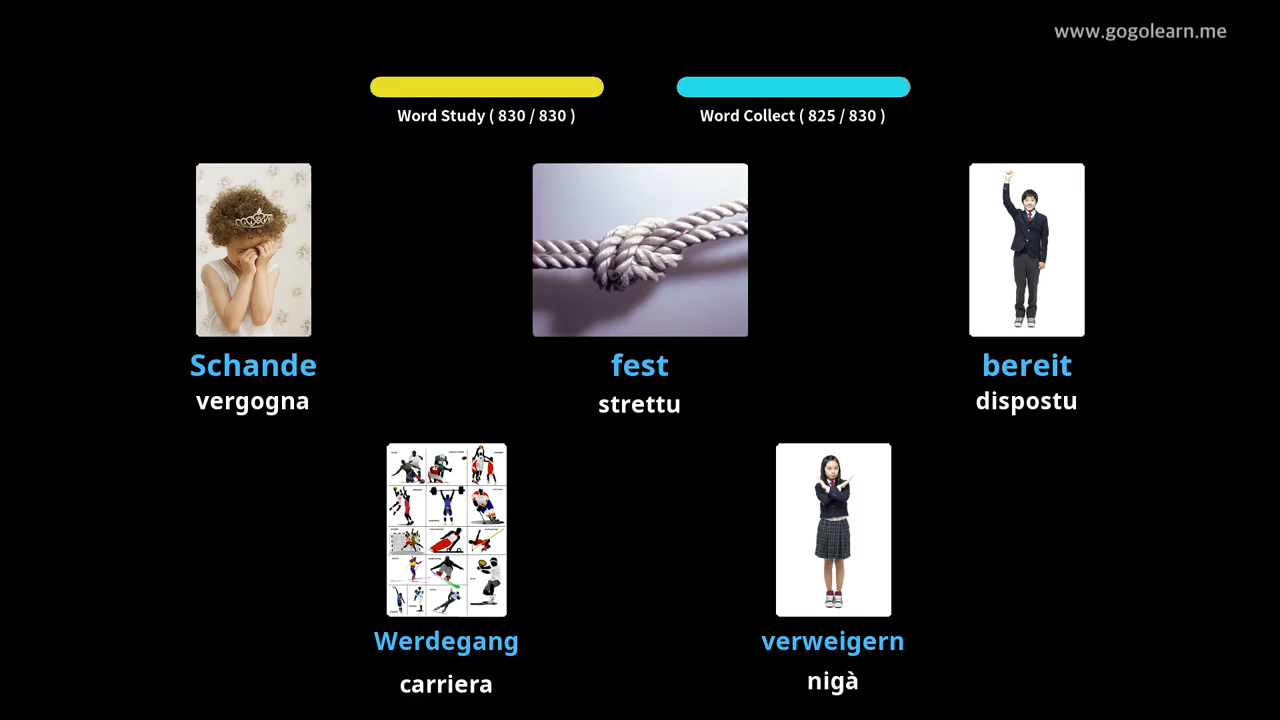 www.gogolearn.me
Word Study ( 830 / 830 )
Word Collect ( 825 / 830 )
Schande
vergogna
fest
strettu
bereit
dispostu
Werdegang
carriera
verweigern
nigà